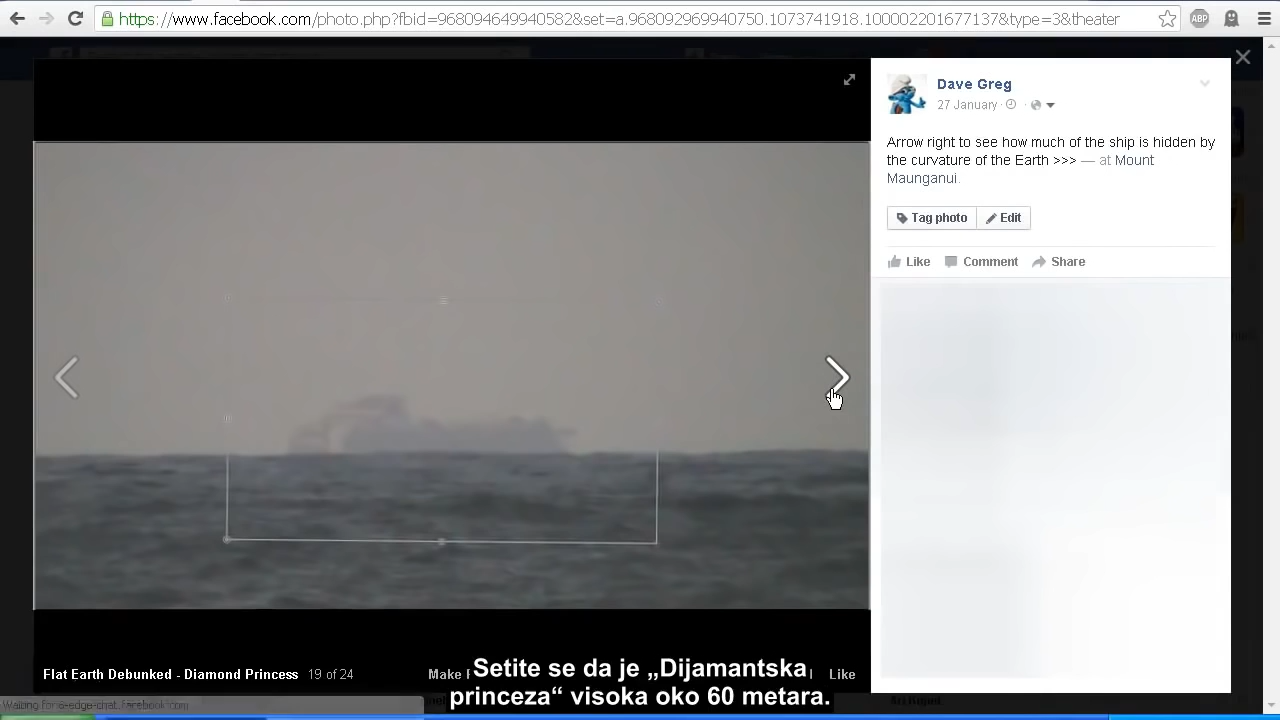 https://www.facebook.com/photo.php?fbid=968096069940582&set=a.968092969940750.1073741918.100002201677137&type=3&theater
ABP
Dave Greg
27 January
Arrow right to see how much of the ship is hidden by
the curvature of the Earth >>> — at Mount
Maunganui.
Tag photo
Edit
Like
Comment
Share
Flat Earth Debunked - Diamond Princess
19 of 24
Make
Like
Setite se da je „Dijamantska
princeza“ visoka oko 60 metara.